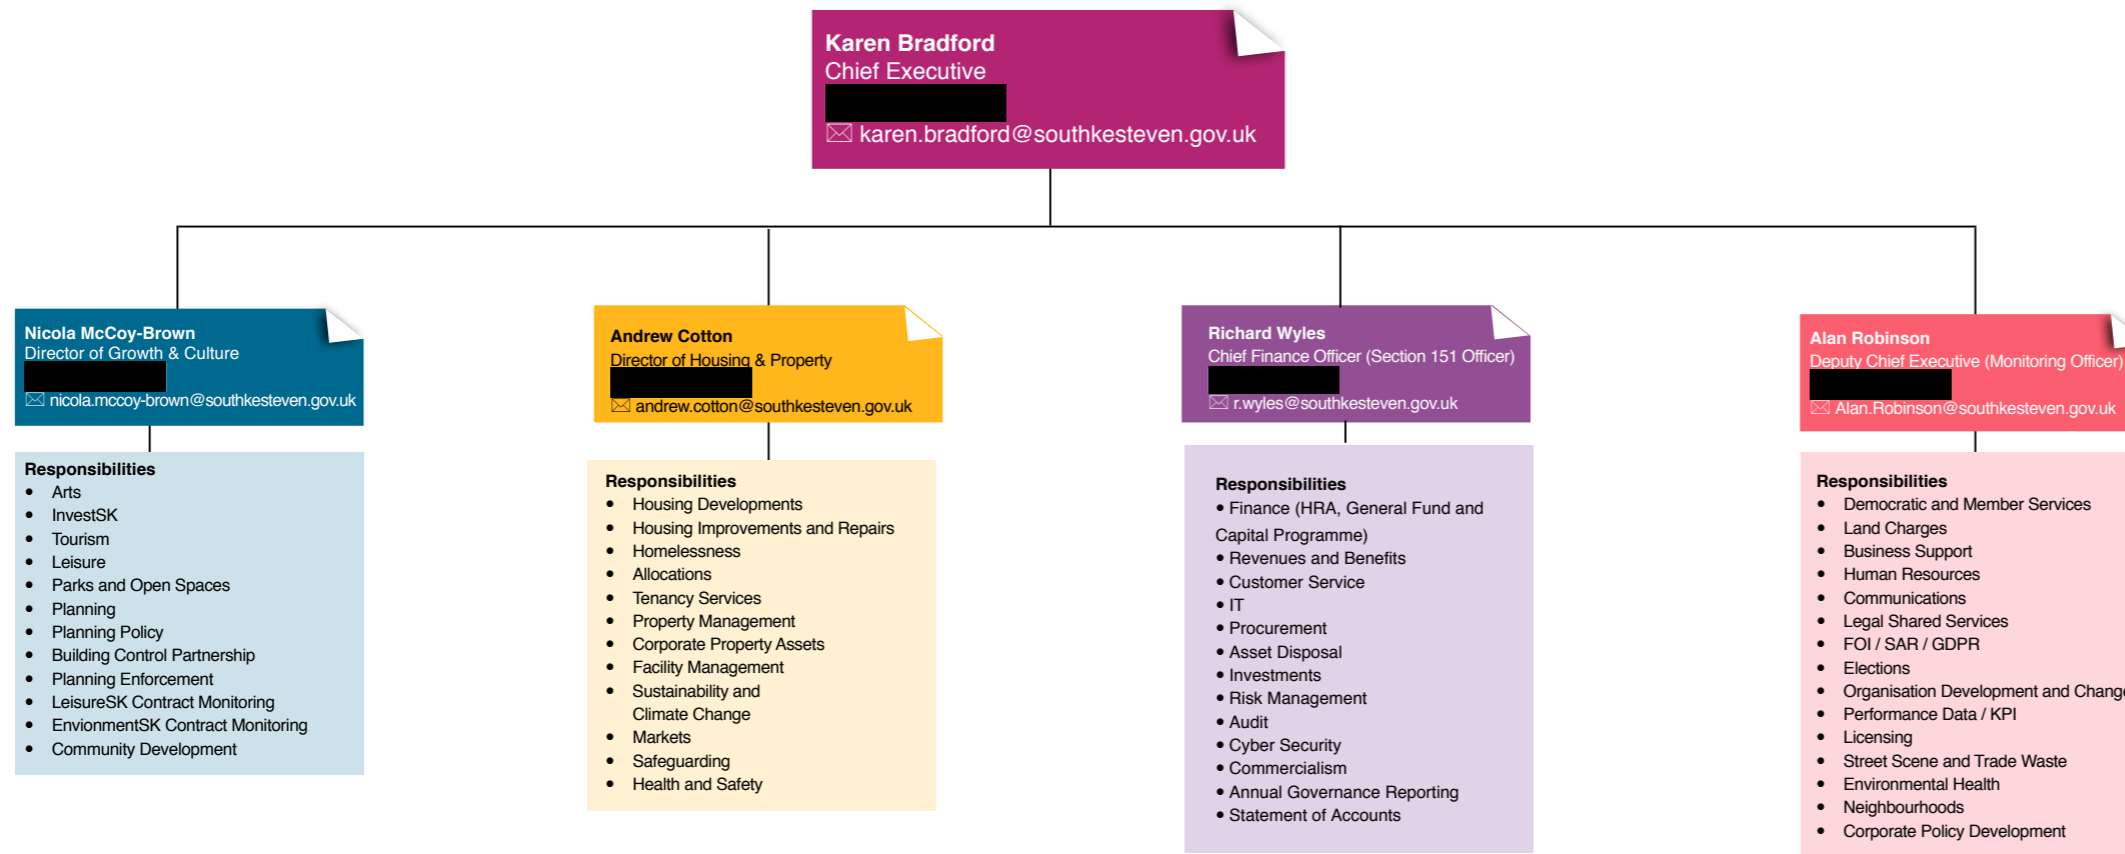 Karen Bradford
Chief Executive
karen.bradford@southkesteven.gov.uk
Nicola McCoy-Brown
Director of Growth & Culture
nicola.mccoy-brown@southkesteven.gov.uk
Responsibilities
• Arts
• InvestSK
• Tourism
• Leisure
• Parks and Open Spaces
• Planning
• Planning Policy
• Building Control Partnership
• Planning Enforcement
• LeisureSK Contract Monitoring
• EnvionmentSK Contract Monitoring
• Community Development
Andrew Cotton
Director of Housing & Property
andrew.cotton@southkesteven.gov.uk
Responsibilities
• Housing Developments
• Housing Improvements and Repairs
• Homelessness
• Allocations
• Tenancy Services
• Property Management
• Corporate Property Assets
• Facility Management
• Sustainability and
Climate Change
• Markets
• Safeguarding
• Health and Safety
Richard Wyles
Chief Finance Officer (Section 151 Officer)
r.wyles@southkesteven.gov.uk
Responsibilities
• Finance (HRA, General Fund and
Capital Programme)
• Revenues and Benefits
• Customer Service
• IT
• Procurement
• Asset Disposal
• Investments
• Risk Management
• Audit
• Cyber Security
• Commercialism
• Annual Governance Reporting
• Statement of Accounts
Alan Robinson
Deputy Chief Executive (Monitoring Officer)
Alan.Robinson@southkesteven.gov.uk
Responsibilities
• Democratic and Member Services
• Land Charges
• Business Support
• Human Resources
• Communications
• Legal Shared Services
• FOI / SAR / GDPR
• Elections
• Organisation Development and Change
• Performance Data / KPI
• Licensing
• Street Scene and Trade Waste
• Environmental Health
• Neighbourhoods
• Corporate Policy Development